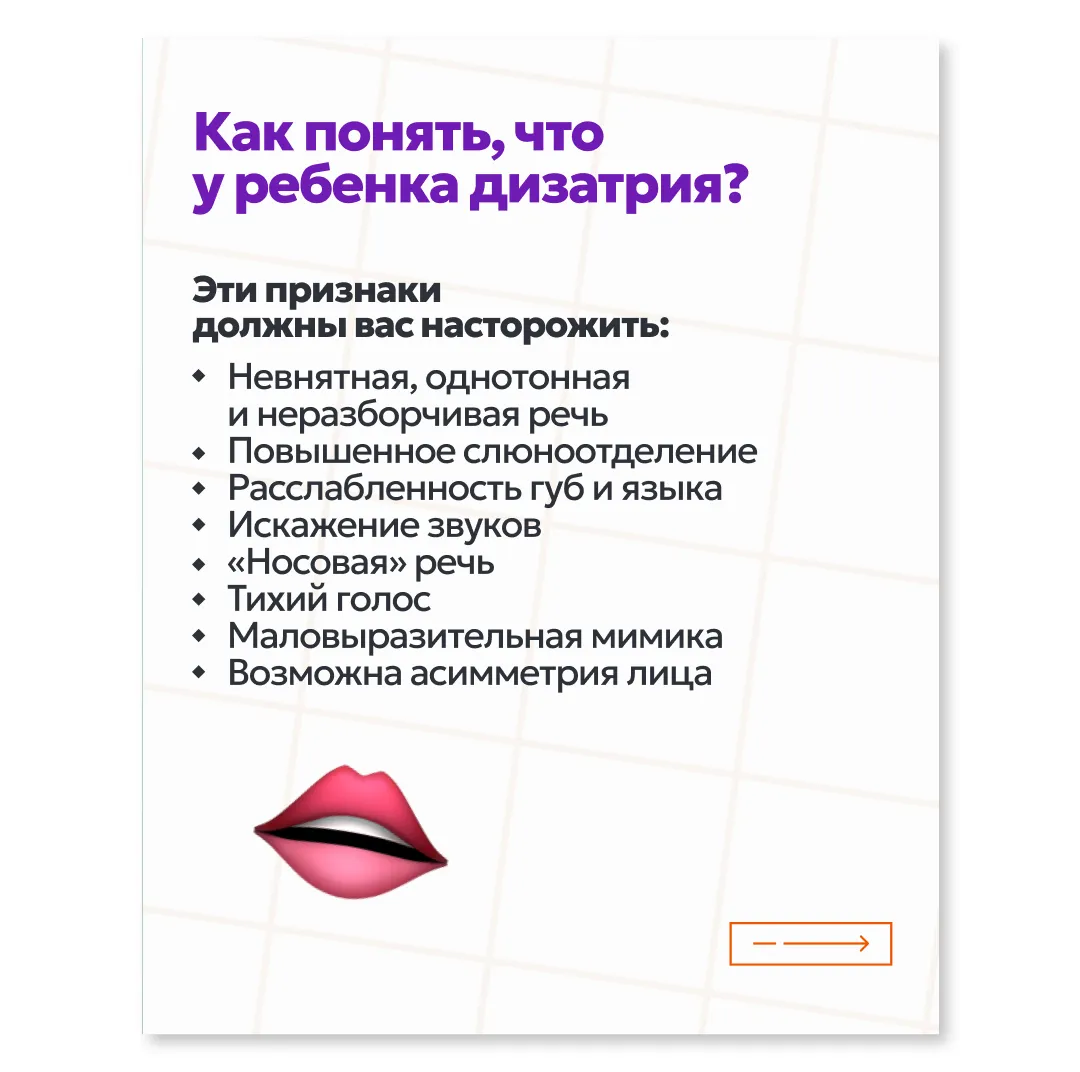 Как понять, что
у ребенка дизатрия?
Эти признаки
должны вас насторожить:
• Невнятная, однотонная
и неразборчивая речь
• Повышенное слюноотделение
• Расслабленность губ и языка
• Искажение звуков
• «Носовая» речь
• Тихий голос
• Маловыразительная мимика
• Возможна асимметрия лица